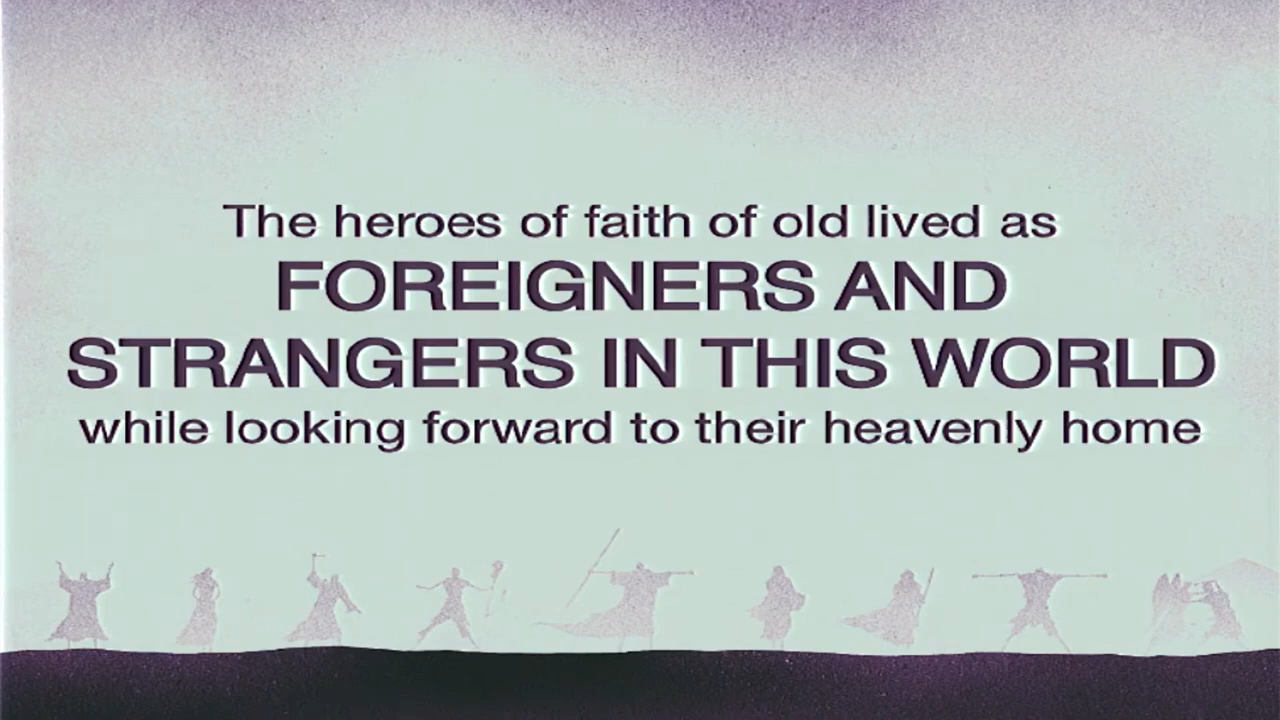 The heroes of faith of old lived as
FOREIGNERS AND
STRANGERS IN THIS WORLD
while looking forward to their heavenly home